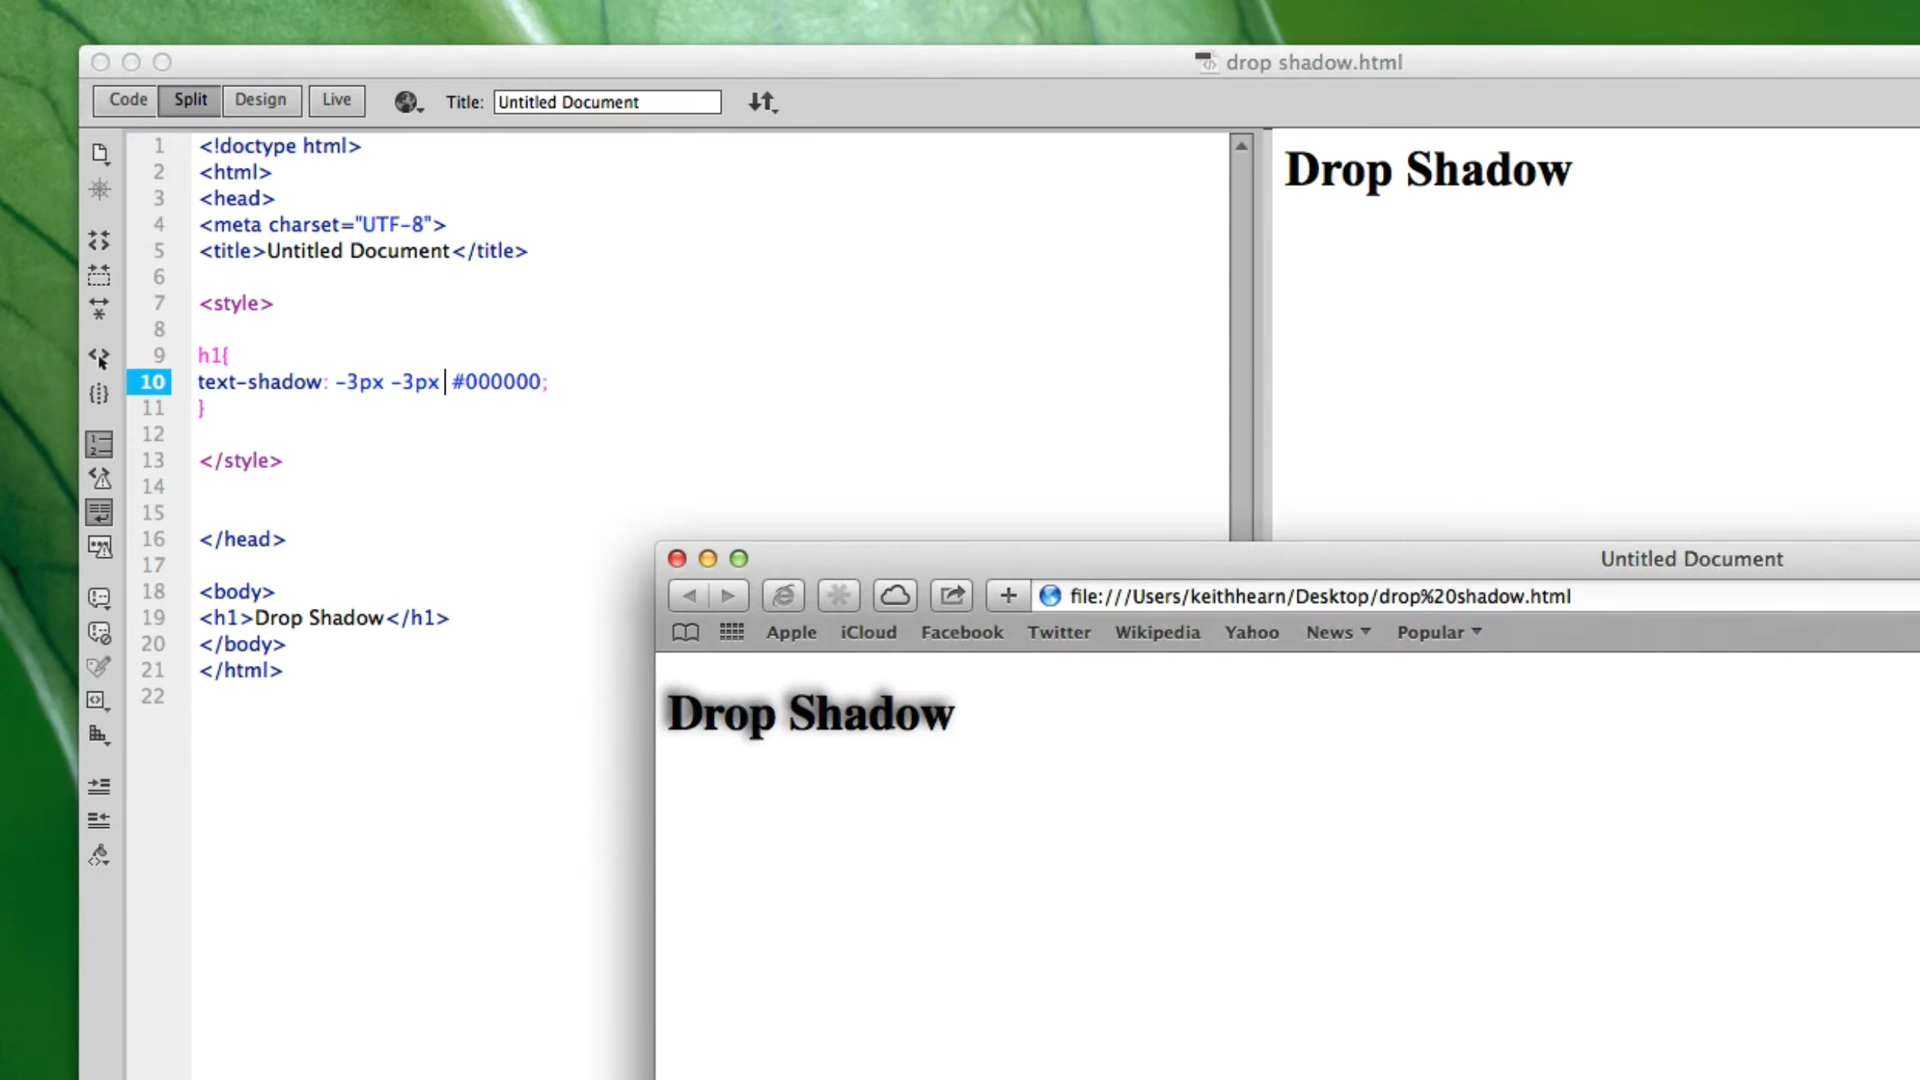 drop shadow.html
Code Split Design Live Title: Untitled Document
1 <!doctype html>
2 <html>
3 <head>
4 <meta charset="UTF-8">
5 <title>Untitled Document</title>
6
7 <style>
8
9 h1{
10 text-shadow: -3px -3px #000000;
11 }
12
13 </style>
14
15
16 </head>
17
18 <body>
19 <h1>Drop Shadow</h1>
20 </body>
21 </html>
22
Drop Shadow
Untitled Document
file:///Users/keithhearn/Desktop/drop%20shadow.html
Apple iCloud Facebook Twitter Wikipedia Yahoo News Popular
Drop Shadow